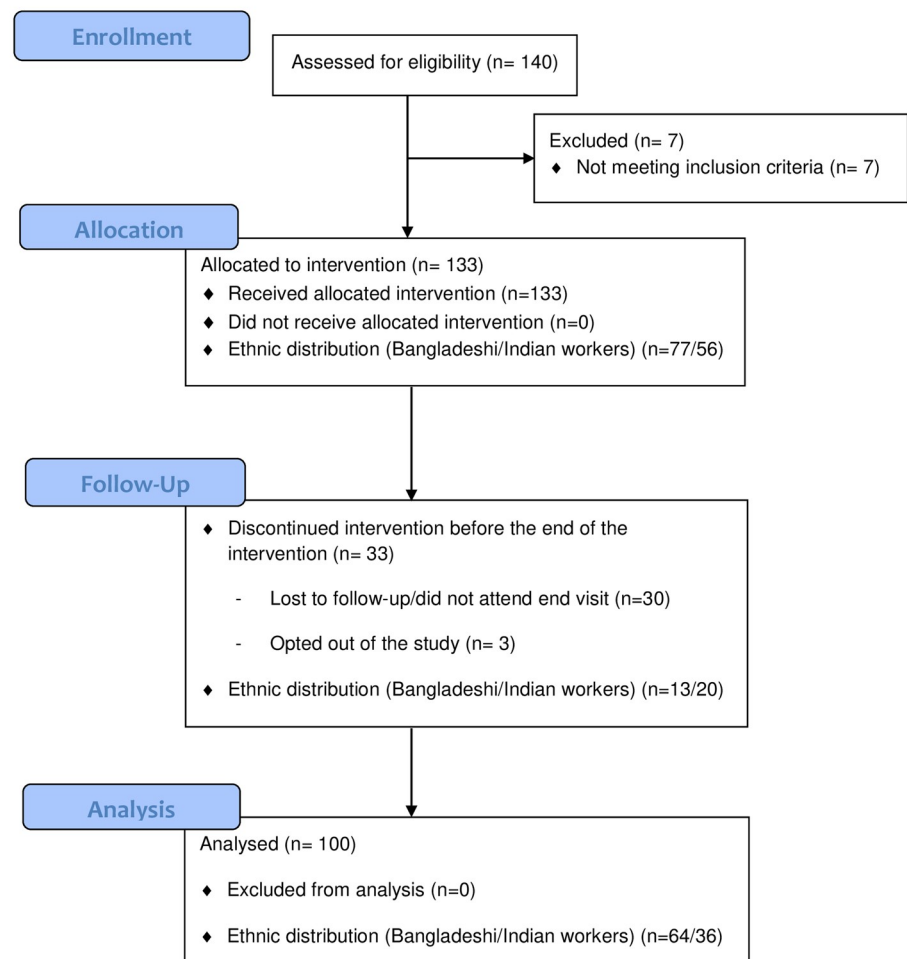 Enrollment
Assessed for eligibility (n= 140)
Excluded (n= 7)
♦ Not meeting inclusion criteria (n= 7)
Allocation
Allocated to intervention (n= 133)
♦ Received allocated intervention (n=133)
♦ Did not receive allocated intervention (n=0)
♦ Ethnic distribution (Bangladeshi/Indian workers) (n=77/56)
Follow-Up
♦ Discontinued intervention before the end of the
intervention (n= 33)
- Lost to follow-up/did not attend end visit (n=30)
- Opted out of the study (n= 3)
♦ Ethnic distribution (Bangladeshi/Indian workers) (n=13/20)
Analysis
Analysed (n= 100)
♦ Excluded from analysis (n=0)
♦ Ethnic distribution (Bangladeshi/Indian workers) (n=64/36)